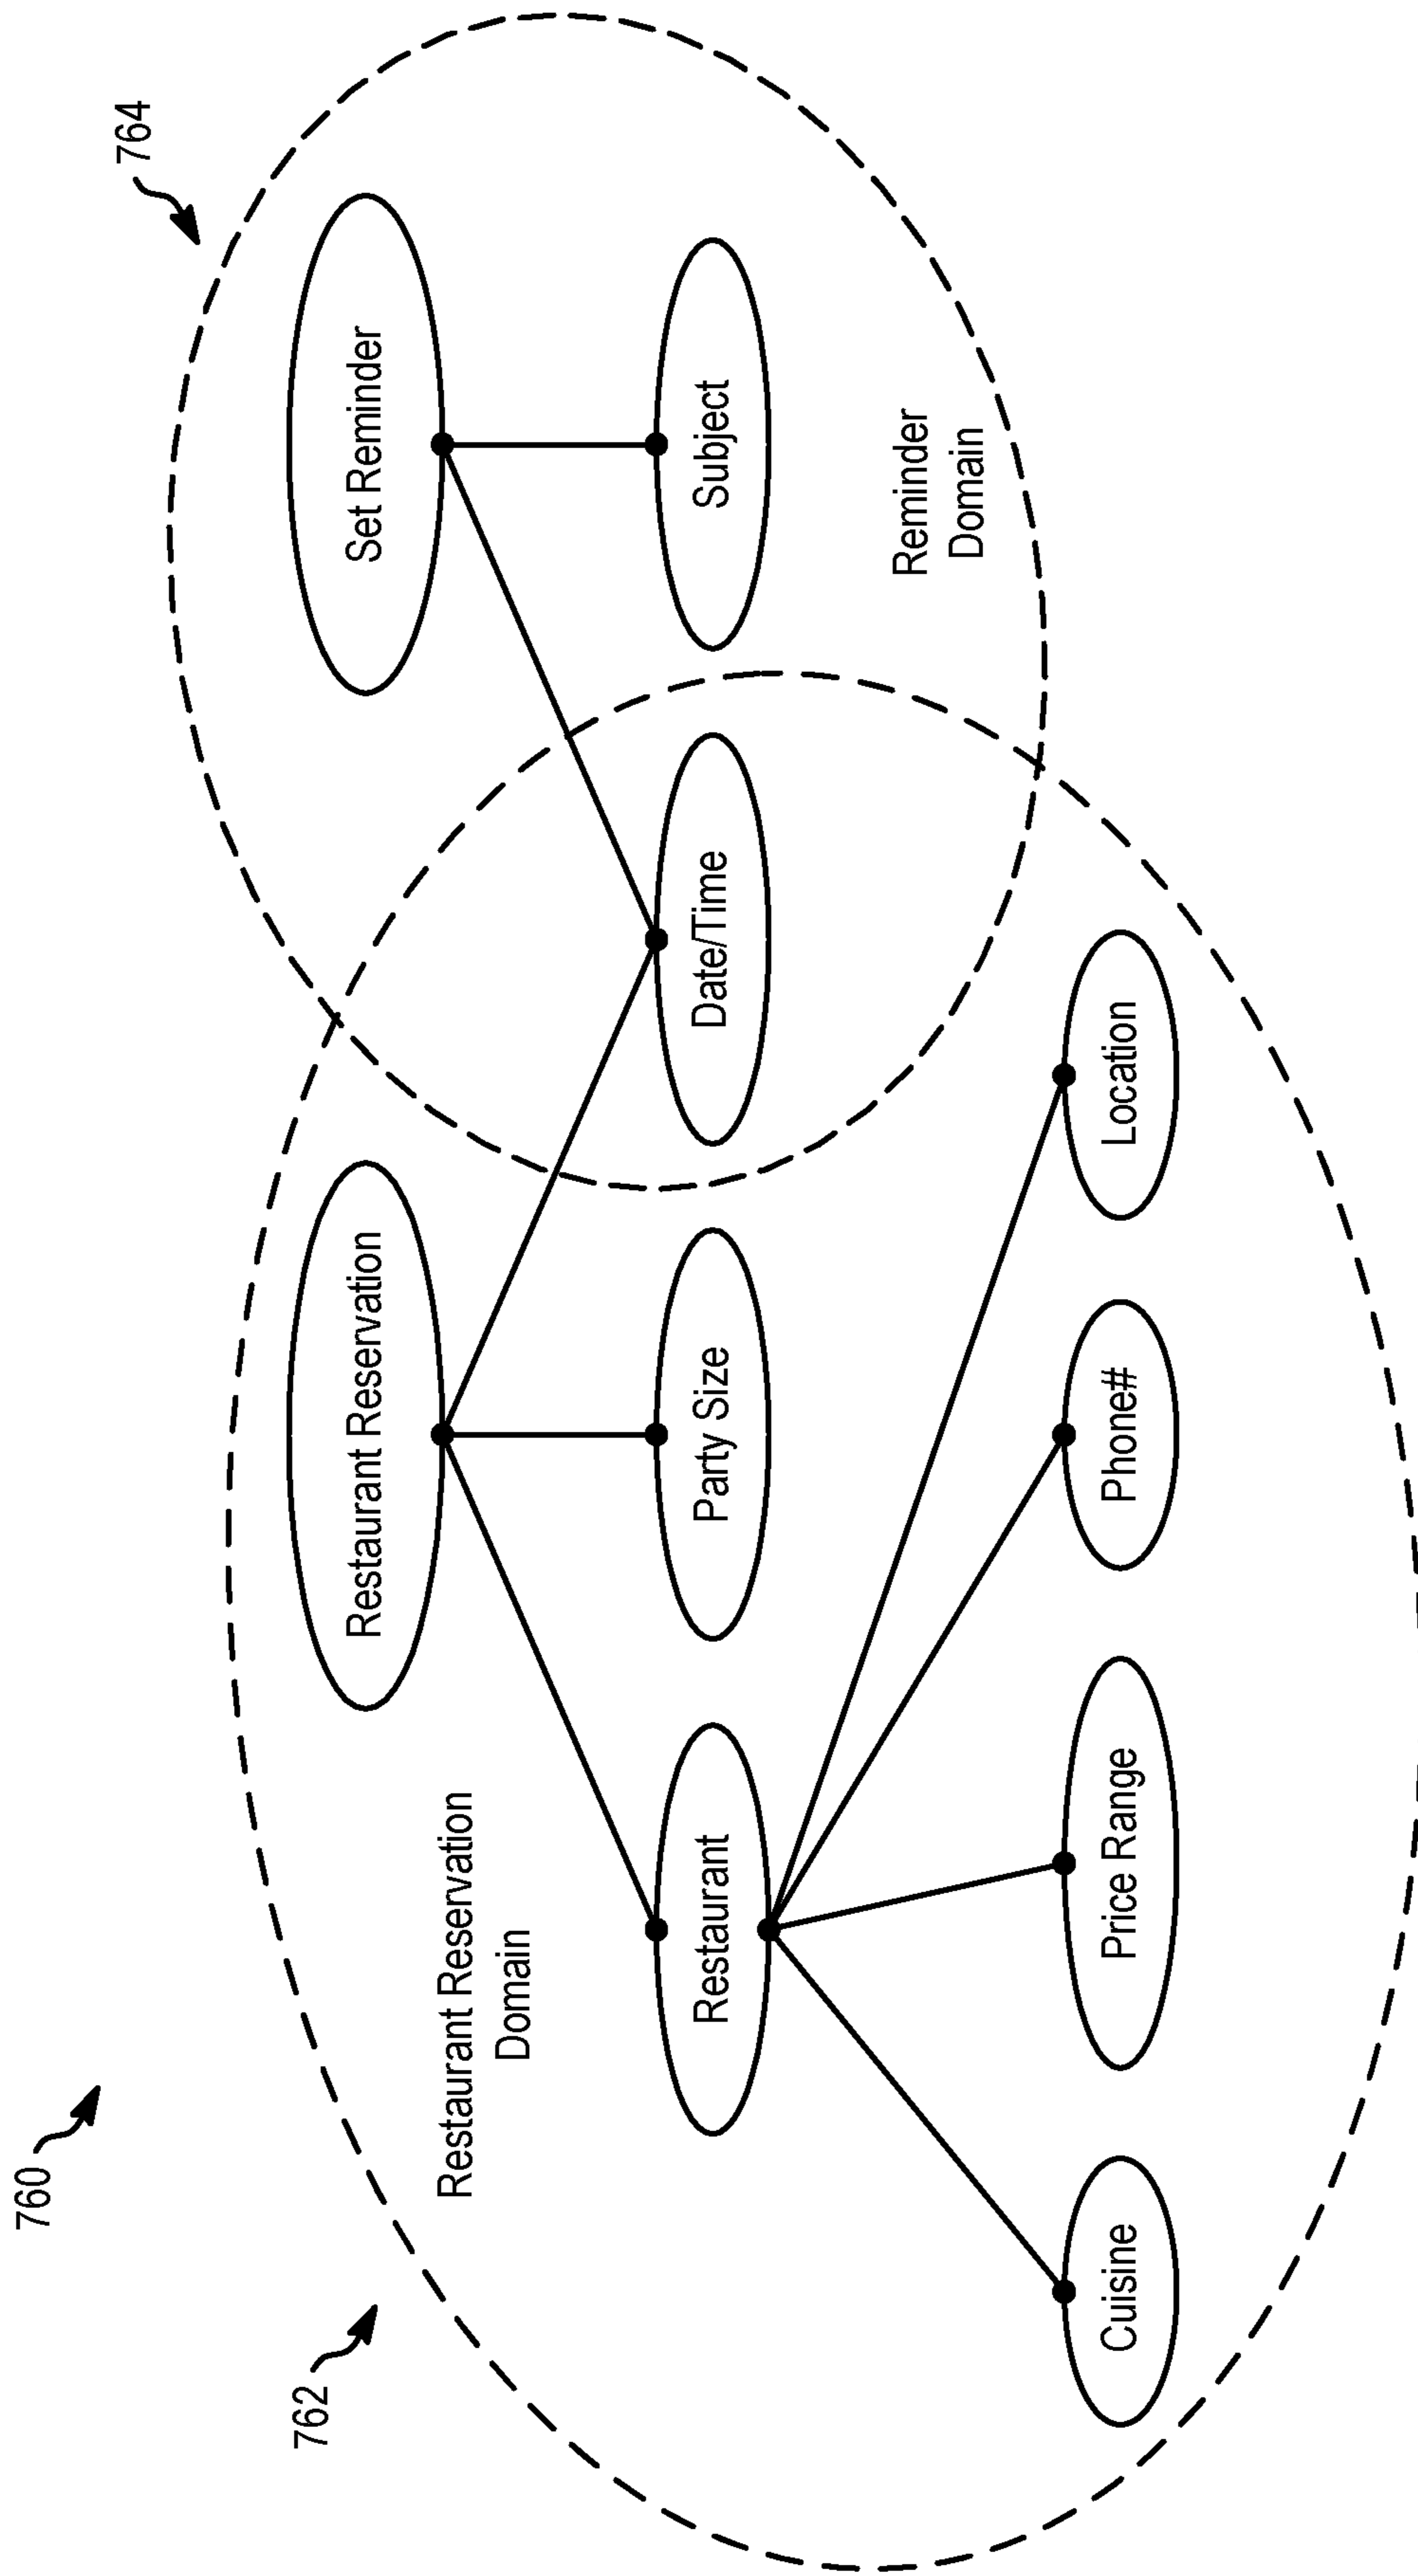 760
762
764
Restaurant Reservation
Domain
Restaurant Reservation
Set Reminder
Restaurant
Party Size
Date/Time
Subject
Reminder
Domain
Cuisine
Price Range
Phone#
Location